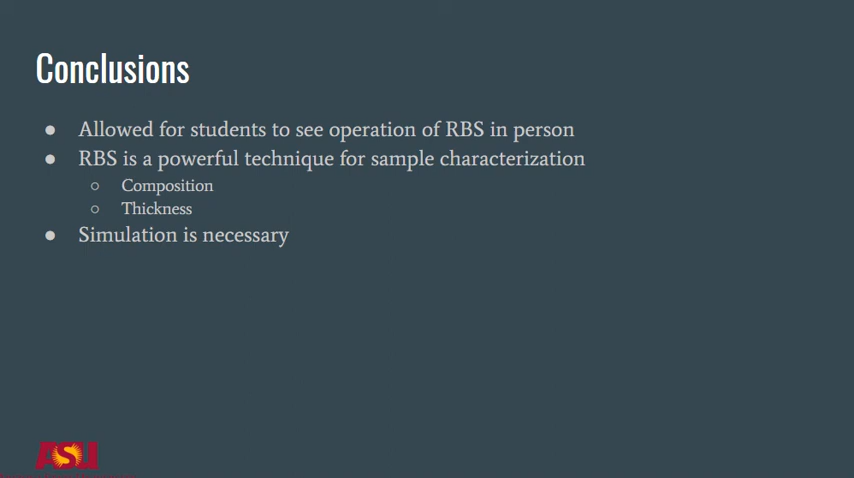 Conclusions
● Allowed for students to see operation of RBS in person
● RBS is a powerful technique for sample characterization
○ Composition
○ Thickness
● Simulation is necessary
ASU